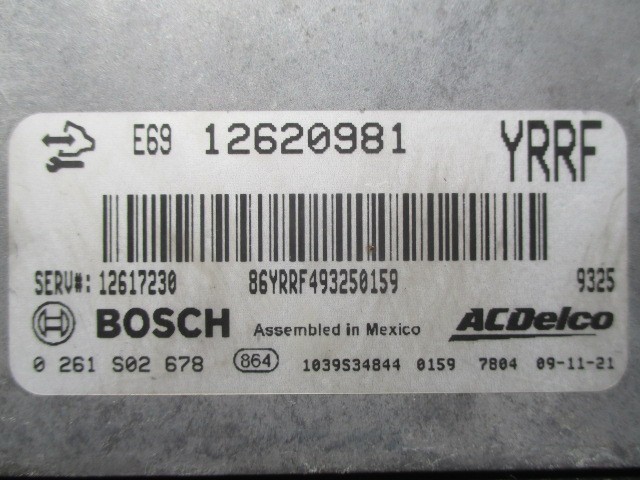 E69 12620981 YRRF
SERV#: 12617230 86YRRF493250159 9325
BOSCH Assembled in Mexico ACDelco
0 261 S02 678 864 1039S34844 0159 7804 09-11-21